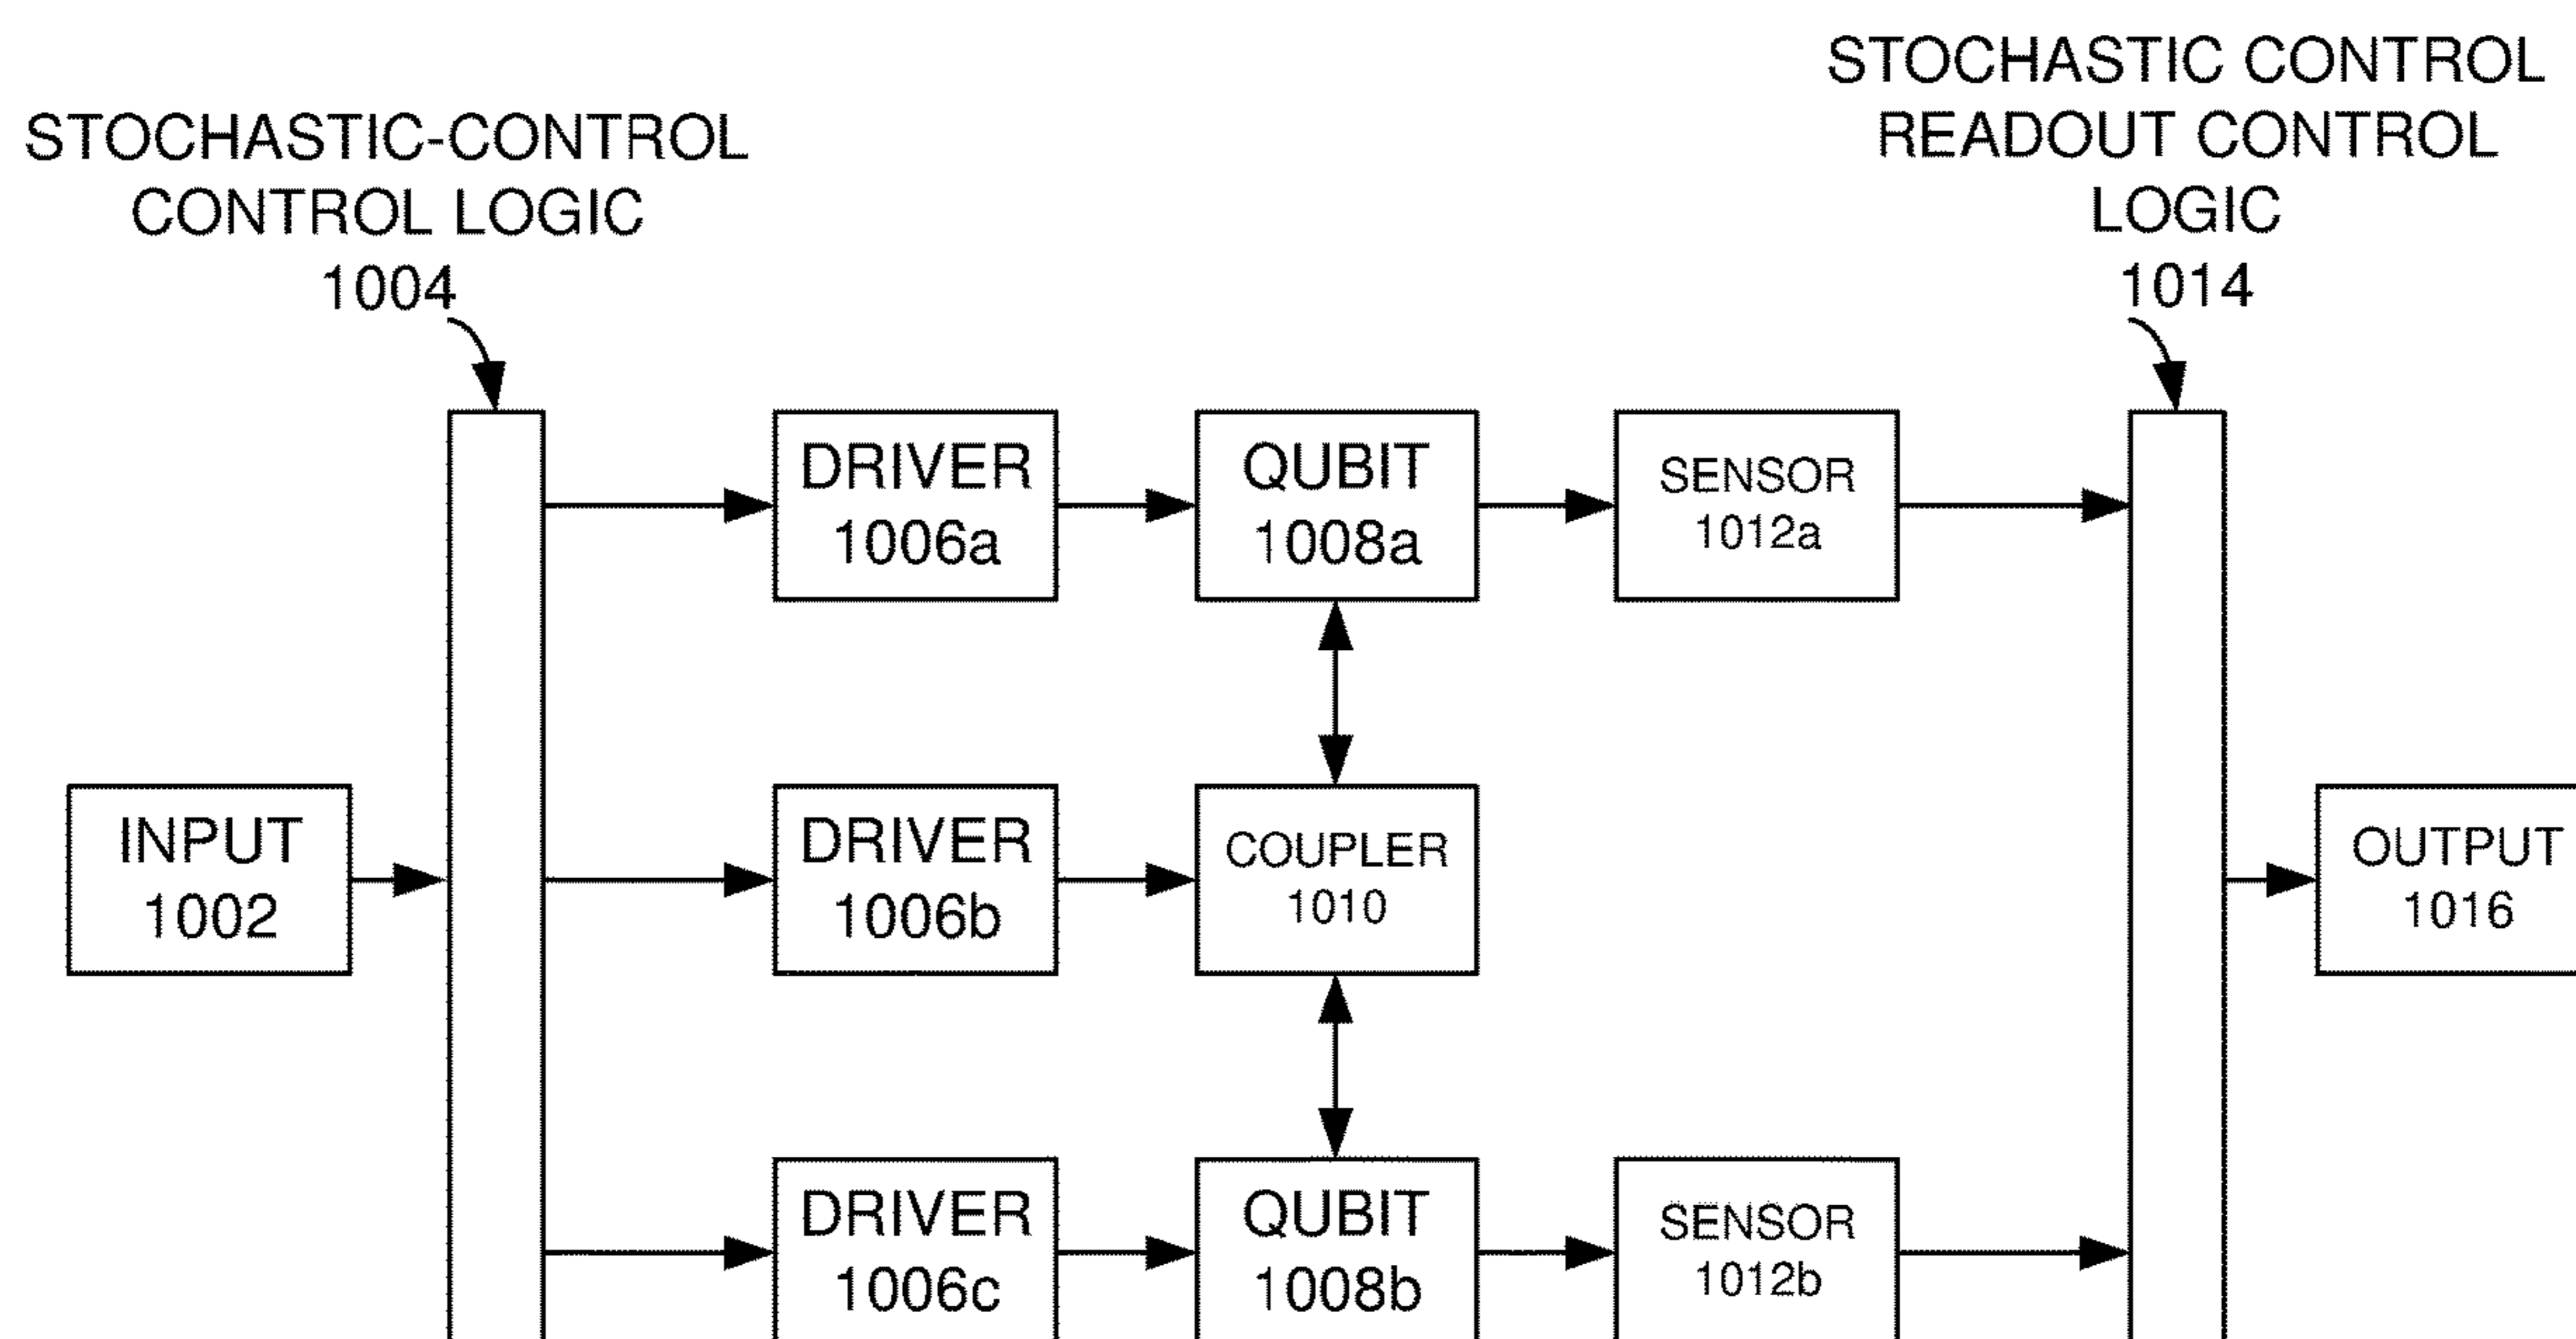 STOCHASTIC-CONTROL
CONTROL LOGIC
1004
STOCHASTIC CONTROL
READOUT CONTROL
LOGIC
1014
DRIVER
1006a
QUBIT
1008a
SENSOR
1012a
INPUT
1002
DRIVER
1006b
COUPLER
1010
OUTPUT
1016
DRIVER
1006c
QUBIT
1008b
SENSOR
1012b